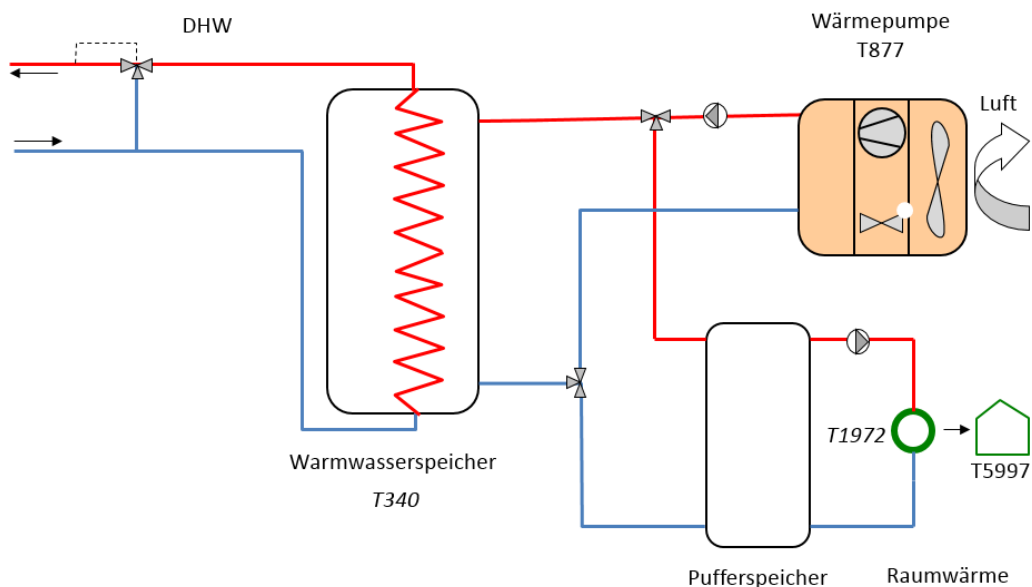 DHW
Wärmepumpe
T877
Luft
Warmwasserspeicher
T340
T1972
T5997
Pufferspeicher
Raumwärme